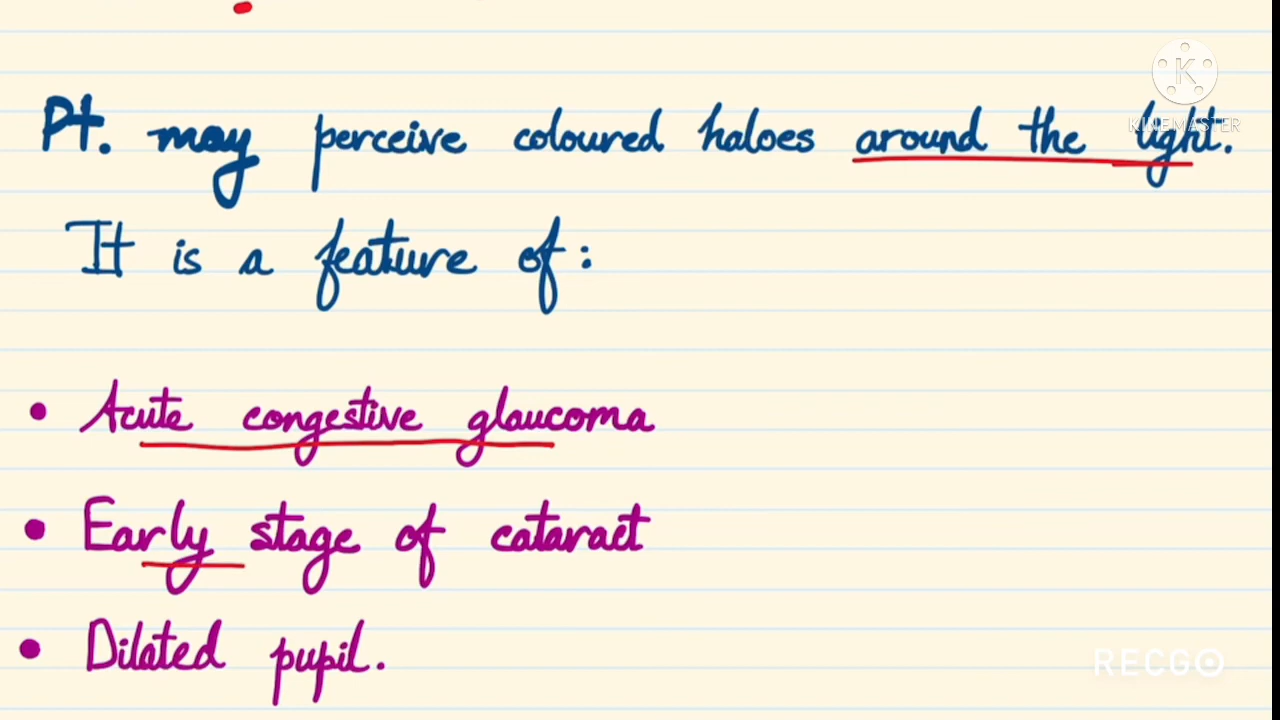 Pt. may perceive coloured haloes around the light.
KINEMASTER
It is a feature of:
• Acute congestive glaucoma
• Early stage of cataract
• Dilated pupil.
RECGO